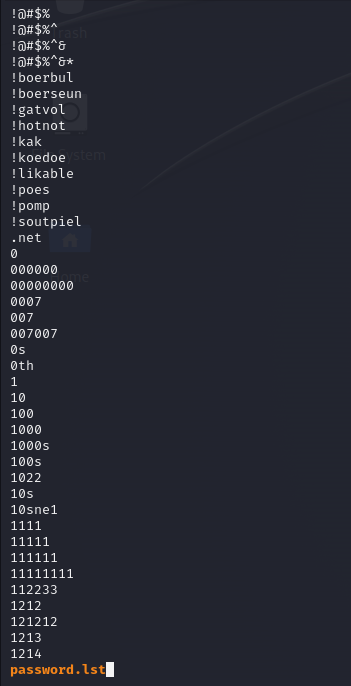 !@#$%
!@#$%^
!@#$%^&
!@#$%^&*
!boerbul
!boerseun
!gatvol
!hotnot
!kak
!koedoe
!likable
!poes
!pomp
!soutpiel
.net
0
000000
00000000
0007
007
007007
0s
0th
1
10
100
1000
1000s
100s
1022
10s
10sne1
1111
11111
111111
11111111
112233
1212
121212
1213
1214
password.lst